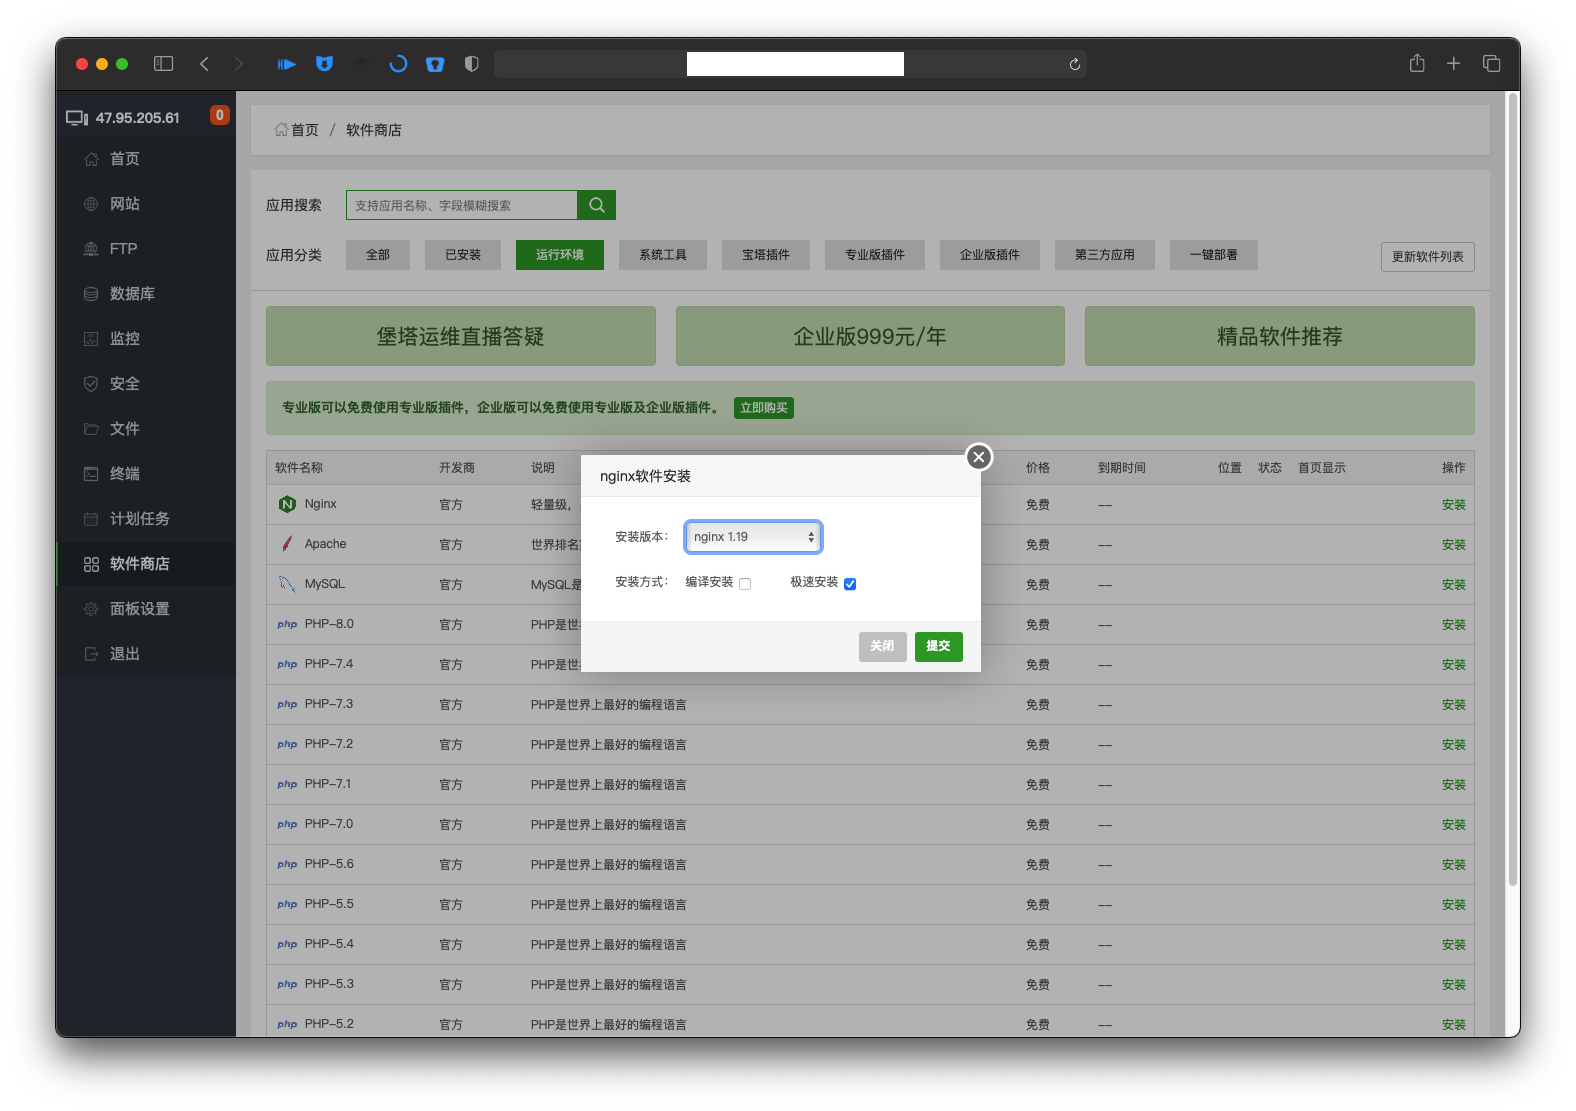 47.95.205.61
0
首页
网站
FTP
数据库
监控
安全
文件
终端
计划任务
软件商店
面板设置
退出
首页 / 软件商店
应用搜索 支持应用名称、字段模糊搜索
应用分类 全部 已安装 运行环境 系统工具 宝塔插件 专业版插件 企业版插件 第三方应用 一键部署 更新软件列表
堡塔运维直播答疑 企业版999元/年 精品软件推荐
专业版可以免费使用专业版插件，企业版可以免费使用专业版及企业版插件。 立即购买
软件名称 开发商 说明 价格 到期时间 位置 状态 首页显示 操作
Nginx 官方 轻量级， 免费 -- 安装
Apache 官方 世界排名 免费 -- 安装
MySQL 官方 MySQL是 免费 -- 安装
php PHP-8.0 官方 PHP是世 免费 -- 安装
php PHP-7.4 官方 PHP是世 免费 -- 安装
php PHP-7.3 官方 PHP是世界上最好的编程语言 免费 -- 安装
php PHP-7.2 官方 PHP是世界上最好的编程语言 免费 -- 安装
php PHP-7.1 官方 PHP是世界上最好的编程语言 免费 -- 安装
php PHP-7.0 官方 PHP是世界上最好的编程语言 免费 -- 安装
php PHP-5.6 官方 PHP是世界上最好的编程语言 免费 -- 安装
php PHP-5.5 官方 PHP是世界上最好的编程语言 免费 -- 安装
php PHP-5.4 官方 PHP是世界上最好的编程语言 免费 -- 安装
php PHP-5.3 官方 PHP是世界上最好的编程语言 免费 -- 安装
php PHP-5.2 官方 PHP是世界上最好的编程语言 免费 -- 安装
nginx软件安装
安装版本： nginx 1.19
安装方式： 编译安装 极速安装
关闭 提交